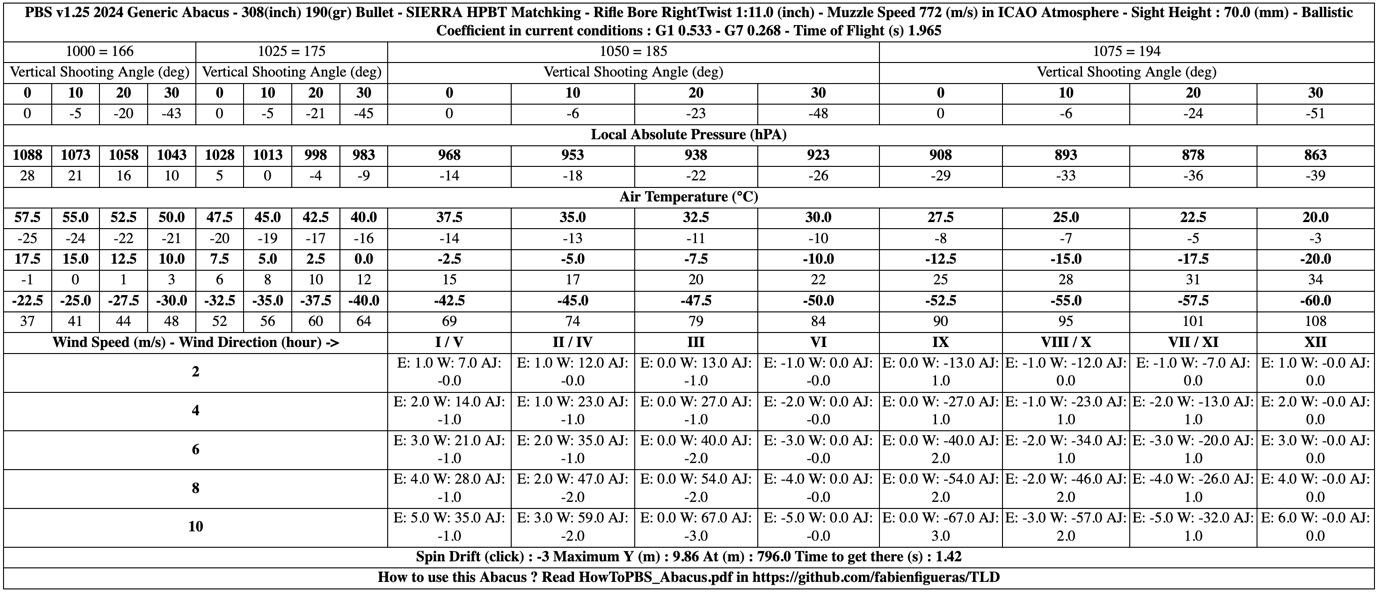 PBS v1.25 2024 Generic Abacus - 308(inch) 190(gr) Bullet - SIERRA HPBT Matchking - Rifle Bore RightTwist 1:11.0 (inch) - Muzzle Speed 772 (m/s) in ICAO Atmosphere - Sight Height : 70.0 (mm) - Ballistic
Coefficient in current conditions : G1 0.533 - G7 0.268 - Time of Flight (s) 1.965
1000 = 166 1025 = 175 1050 = 185 1075 = 194
Vertical Shooting Angle (deg) Vertical Shooting Angle (deg) Vertical Shooting Angle (deg) Vertical Shooting Angle (deg)
0 10 20 30 0 10 20 30 0 10 20 30 0 10 20 30
0 -5 -20 -43 0 -5 -21 -45 0 -6 -23 -48 0 -6 -24 -51
Local Absolute Pressure (hPA)
1088 1073 1058 1043 1028 1013 998 983 968 953 938 923 908 893 878 863
28 21 16 10 5 0 -4 -9 -14 -18 -22 -26 -29 -33 -36 -39
Air Temperature (°C)
57.5 55.0 52.5 50.0 47.5 45.0 42.5 40.0 37.5 35.0 32.5 30.0 27.5 25.0 22.5 20.0
-25 -24 -22 -21 -20 -19 -17 -16 -14 -13 -11 -10 -8 -7 -5 -3
17.5 15.0 12.5 10.0 7.5 5.0 2.5 0.0 -2.5 -5.0 -7.5 -10.0 -12.5 -15.0 -17.5 -20.0
-1 0 1 3 6 8 10 12 15 17 20 22 25 28 31 34
-22.5 -25.0 -27.5 -30.0 -32.5 -35.0 -37.5 -40.0 -42.5 -45.0 -47.5 -50.0 -52.5 -55.0 -57.5 -60.0
37 41 44 48 52 56 60 64 69 74 79 84 90 95 101 108
Wind Speed (m/s) - Wind Direction (hour) -> I / V II / IV III VI IX VIII / X VII / XI XII
2 E: 1.0 W: 7.0 AJ: E: 1.0 W: 12.0 AJ: E: 0.0 W: 13.0 AJ: E: -1.0 W: 0.0 AJ: E: 0.0 W: -13.0 AJ: E: -1.0 W: -12.0 AJ: E: -1.0 W: -7.0 AJ: E: 1.0 W: -0.0 AJ:
-0.0 -0.0 -1.0 -0.0 1.0 0.0 0.0 0.0
4 E: 2.0 W: 14.0 AJ: E: 1.0 W: 23.0 AJ: E: 0.0 W: 27.0 AJ: E: -2.0 W: 0.0 AJ: E: 0.0 W: -27.0 AJ: E: -1.0 W: -23.0 AJ: E: -2.0 W: -13.0 AJ: E: 2.0 W: -0.0 AJ:
-1.0 -1.0 -1.0 -0.0 1.0 1.0 1.0 0.0
6 E: 3.0 W: 21.0 AJ: E: 2.0 W: 35.0 AJ: E: 0.0 W: 40.0 AJ: E: -3.0 W: 0.0 AJ: E: 0.0 W: -40.0 AJ: E: -2.0 W: -34.0 AJ: E: -3.0 W: -20.0 AJ: E: 3.0 W: -0.0 AJ:
-1.0 -1.0 -2.0 -0.0 2.0 1.0 1.0 0.0
8 E: 4.0 W: 28.0 AJ: E: 2.0 W: 47.0 AJ: E: 0.0 W: 54.0 AJ: E: -4.0 W: 0.0 AJ: E: 0.0 W: -54.0 AJ: E: -2.0 W: -46.0 AJ: E: -4.0 W: -26.0 AJ: E: 4.0 W: -0.0 AJ:
-1.0 -2.0 -2.0 -0.0 2.0 2.0 1.0 0.0
10 E: 5.0 W: 35.0 AJ: E: 3.0 W: 59.0 AJ: E: 0.0 W: 67.0 AJ: E: -5.0 W: 0.0 AJ: E: 0.0 W: -67.0 AJ: E: -3.0 W: -57.0 AJ: E: -5.0 W: -32.0 AJ: E: 6.0 W: -0.0 AJ:
-1.0 -2.0 -3.0 -0.0 3.0 2.0 1.0 0.0
Spin Drift (click) : -3 Maximum Y (m) : 9.86 At (m) : 796.0 Time to get there (s) : 1.42
How to use this Abacus ? Read HowToPBS_Abacus.pdf in https://github.com/fabienfigueras/TLD